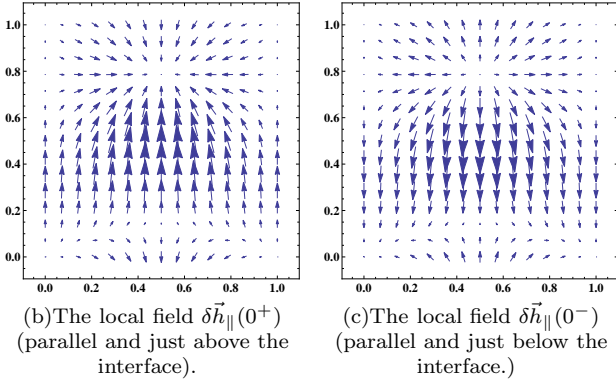 1.0
0.8
0.6
0.4
0.2
0.0
0.0 0.2 0.4 0.6 0.8 1.0
(b)The local field δh⃗∥(0⁺)
(parallel and just above the
interface).
1.0
0.8
0.6
0.4
0.2
0.0
0.0 0.2 0.4 0.6 0.8 1.0
(c)The local field δh⃗∥(0⁻)
(parallel and just below the
interface.)